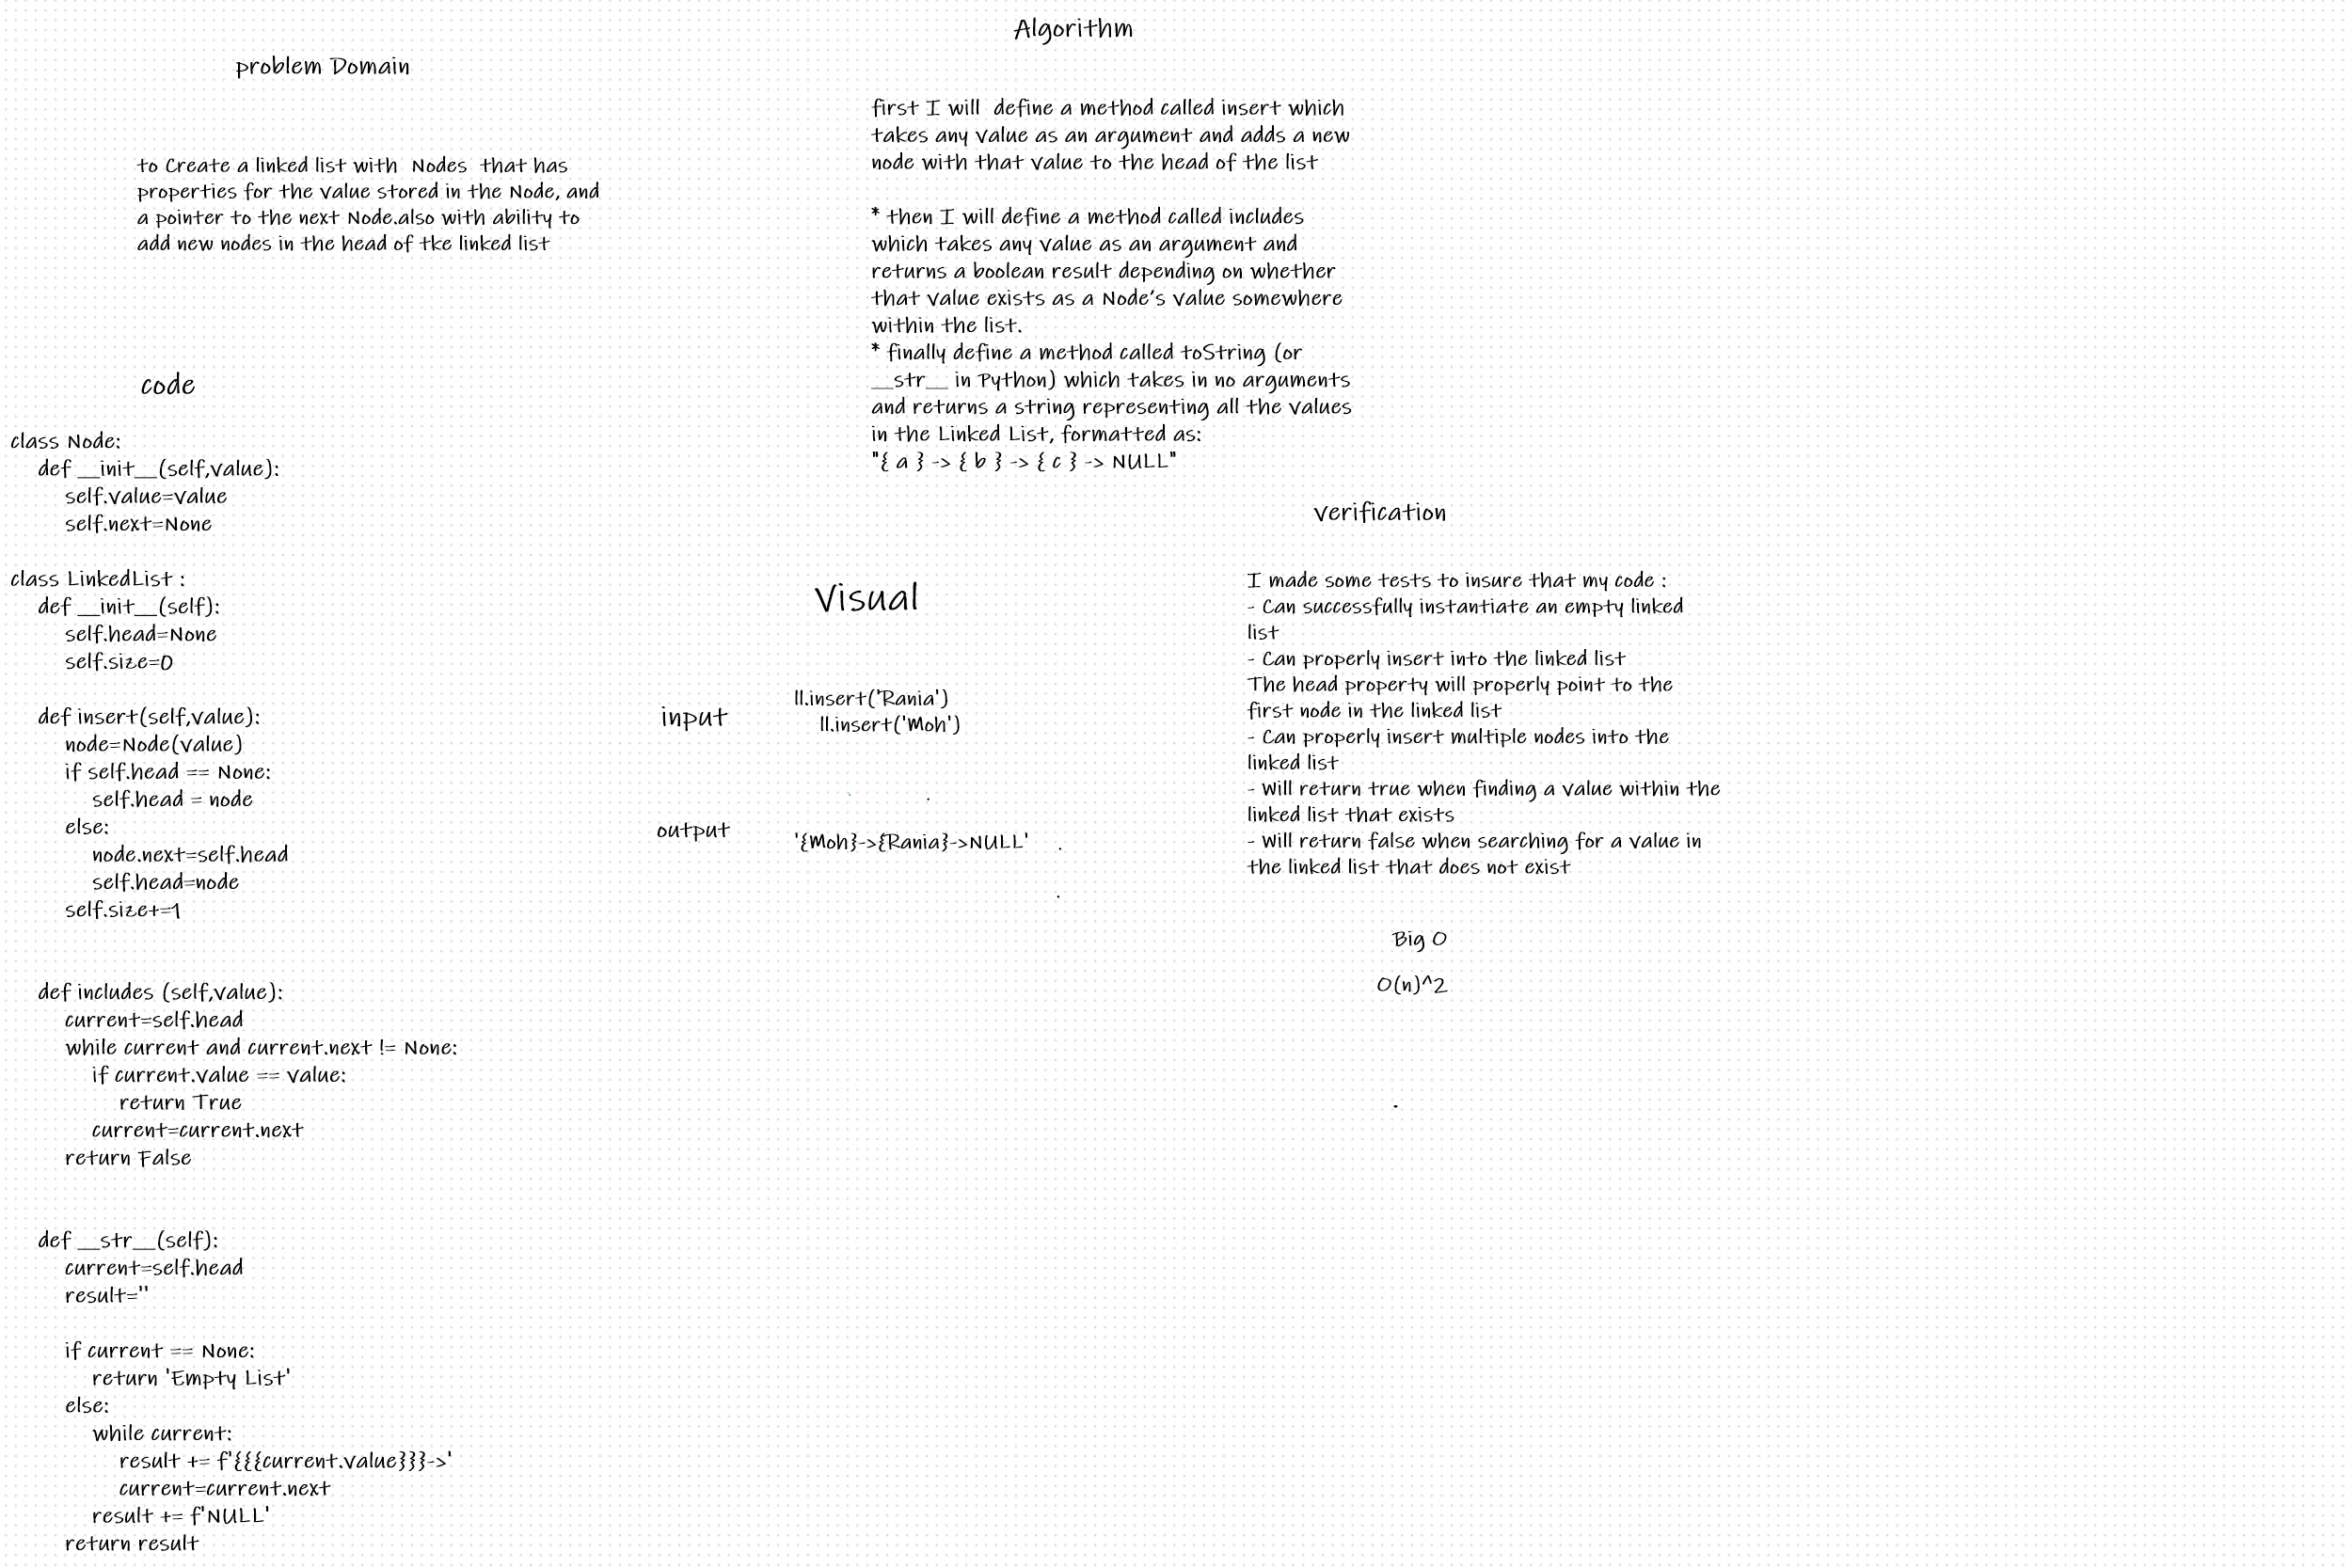 problem Domain
to Create a linked list with  Nodes  that has
properties for the value stored in the Node, and
a pointer to the next Node.also with ability to
add new nodes in the head of tke linked list
code
class Node:
    def __init__(self,value):
        self.value=value
        self.next=None
class LinkedList :
    def __init__(self):
        self.head=None
        self.size=0
    def insert(self,value):
        node=Node(value)
        if self.head == None:
            self.head = node
        else:
            node.next=self.head
            self.head=node
        self.size+=1
    def includes (self,value):
        current=self.head
        while current and current.next != None:
            if current.value == value:
                return True
            current=current.next
        return False
    def __str__(self):
        current=self.head
        result=''
        if current == None:
            return 'Empty List'
        else:
            while current:
                result += f'{{{current.value}}}->'
                current=current.next
            result += f'NULL'
        return result
Algorithm
first I will  define a method called insert which
takes any value as an argument and adds a new
node with that value to the head of the list
* then I will define a method called includes
which takes any value as an argument and
returns a boolean result depending on whether
that value exists as a Node's value somewhere
within the list.
* finally define a method called toString (or
__str__ in Python) which takes in no arguments
and returns a string representing all the values
in the Linked List, formatted as:
"{ a } -> { b } -> { c } -> NULL"
Visual
input
ll.insert('Rania')
    ll.insert('Moh')
output
'{Moh}->{Rania}->NULL'
verification
I made some tests to insure that my code :
- Can successfully instantiate an empty linked
list
- Can properly insert into the linked list
The head property will properly point to the
first node in the linked list
- Can properly insert multiple nodes into the
linked list
- Will return true when finding a value within the
linked list that exists
- Will return false when searching for a value in
the linked list that does not exist
Big O
O(n)^2